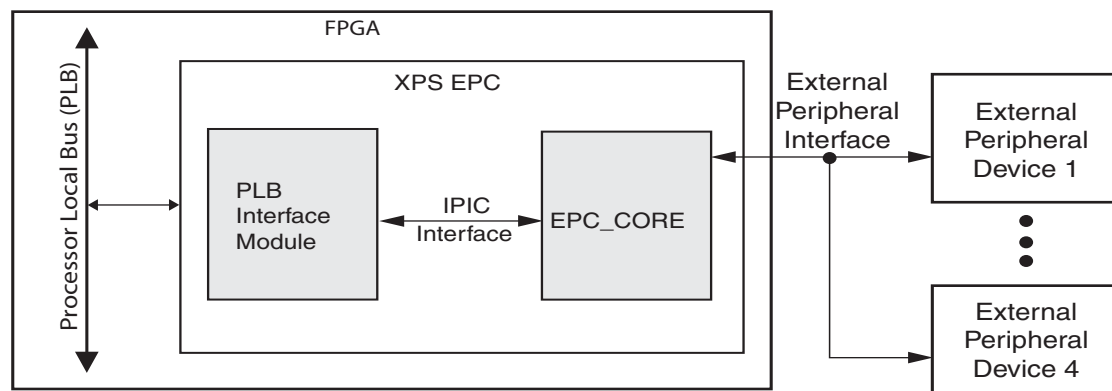 FPGA
Processor Local Bus (PLB)
XPS EPC
PLB
Interface
Module
IPIC
Interface
EPC_CORE
External
Peripheral
Interface
External
Peripheral
Device 1
External
Peripheral
Device 4